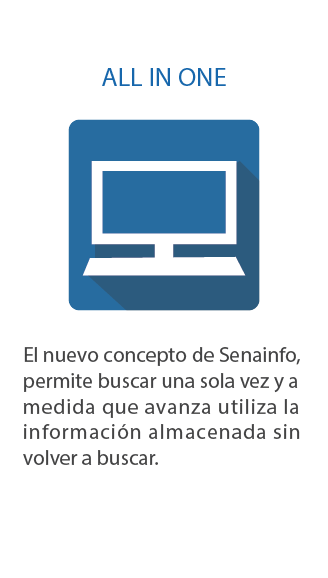 ALL IN ONE
El nuevo concepto de Senainfo,
permite buscar una sola vez y a
medida que avanza utiliza la
información almacenada sin
volver a buscar.